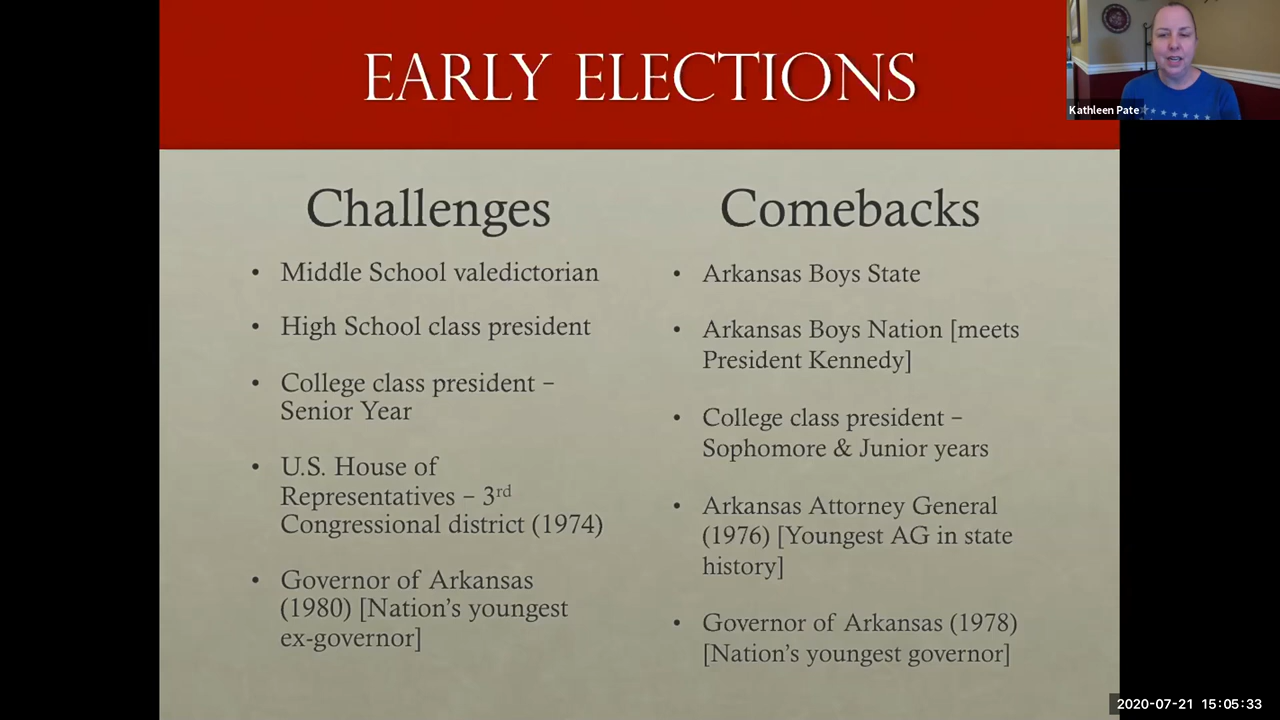 EARLY ELECTIONS
Kathleen Pate
Challenges
• Middle School valedictorian
• High School class president
• College class president –
Senior Year
• U.S. House of
Representatives – 3rd
Congressional district (1974)
• Governor of Arkansas
(1980) [Nation's youngest
ex-governor]
Comebacks
• Arkansas Boys State
• Arkansas Boys Nation [meets
President Kennedy]
• College class president –
Sophomore & Junior years
• Arkansas Attorney General
(1976) [Youngest AG in state
history]
• Governor of Arkansas (1978)
[Nation's youngest governor]
2020-07-21 15:05:33